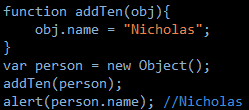 function addTen(obj){
    obj.name = "Nicholas";
}
var person = new Object();
addTen(person);
alert(person.name); //Nicholas